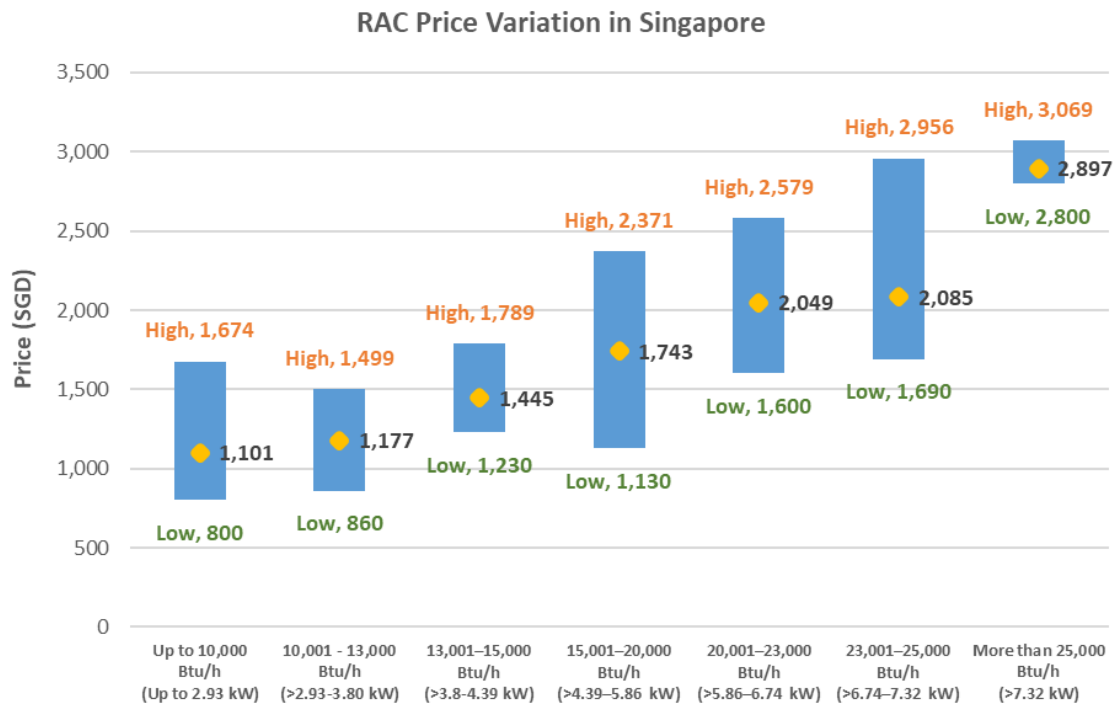 RAC Price Variation in Singapore
Price (SGD)
3,500
3,000
2,500
2,000
1,500
1,000
500
0
High, 1,674
1,101
Low, 800
High, 1,499
1,177
Low, 860
High, 1,789
1,445
Low, 1,230
High, 2,371
1,743
Low, 1,130
High, 2,579
2,049
Low, 1,600
High, 2,956
2,085
Low, 1,690
High, 3,069
2,897
Low, 2,800
Up to 10,000
Btu/h
(Up to 2.93 kW)
10,001 - 13,000
Btu/h
(>2.93-3.80 kW)
13,001–15,000
Btu/h
(>3.8-4.39 kW)
15,001–20,000
Btu/h
(>4.39–5.86 kW)
20,001–23,000
Btu/h
(>5.86–6.74 kW)
23,001–25,000
Btu/h
(>6.74–7.32 kW)
More than 25,000
Btu/h
(>7.32 kW)